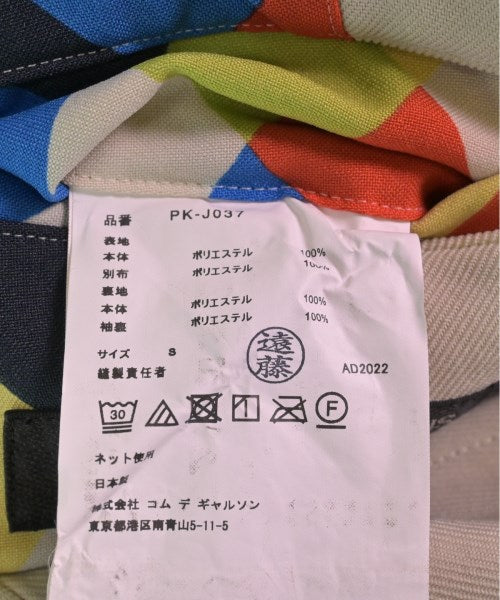 品番 PK-J037
表地
本体 ポリエステル 100%
別布 ポリエステル 100%
裏地
本体 ポリエステル 100%
袖裏 ポリエステル 100%
サイズ S
縫製責任者 遠藤 AD2022
30 F
ネット使用
日本製
株式会社 コム デ ギャルソン
東京都港区南青山5-11-5